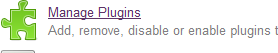 Manage Plugins
Add, remove, disable or enable plugins t